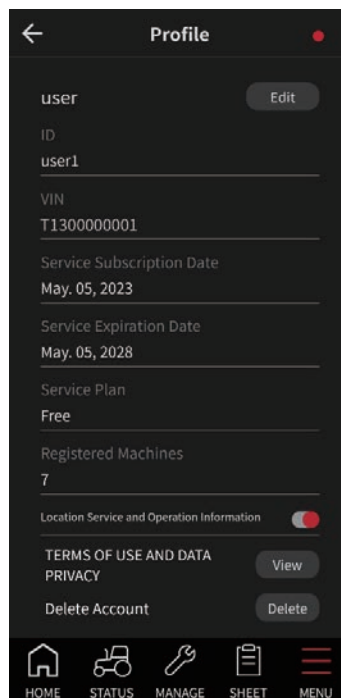 Profile
user
Edit
ID
user1
VIN
T1300000001
Service Subscription Date
May. 05, 2023
Service Expiration Date
May. 05, 2028
Service Plan
Free
Registered Machines
7
Location Service and Operation Information
TERMS OF USE AND DATA
PRIVACY
View
Delete Account
Delete
HOME STATUS MANAGE SHEET MENU